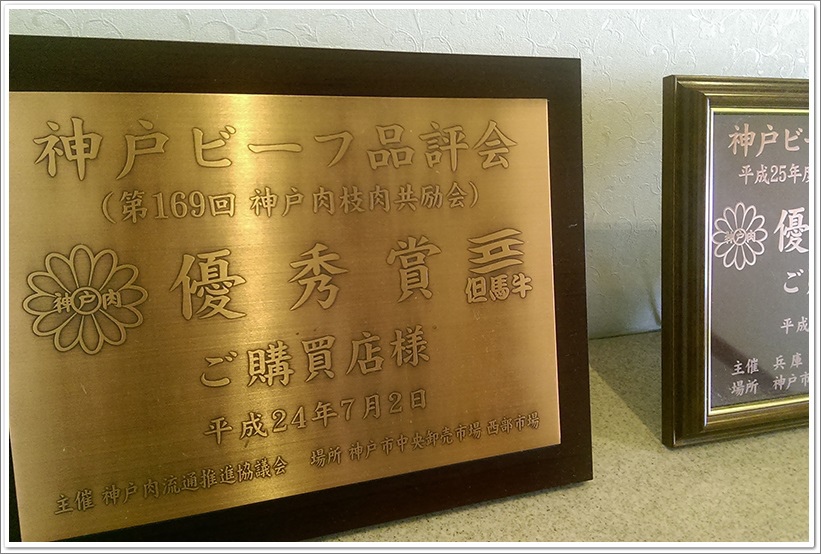 神戸ビーフ品評会
(第169回 神戸肉枝肉共励会)
神戸肉
優秀賞
但馬牛
ご購買店様
平成24年7月2日
主催 神戸肉流通推進協議会 場所 神戸市中央卸売市場 西部市場
神戸ビー
平成25年度
神戸肉
優
ご
平成
主催 兵庫
場所 神戸市